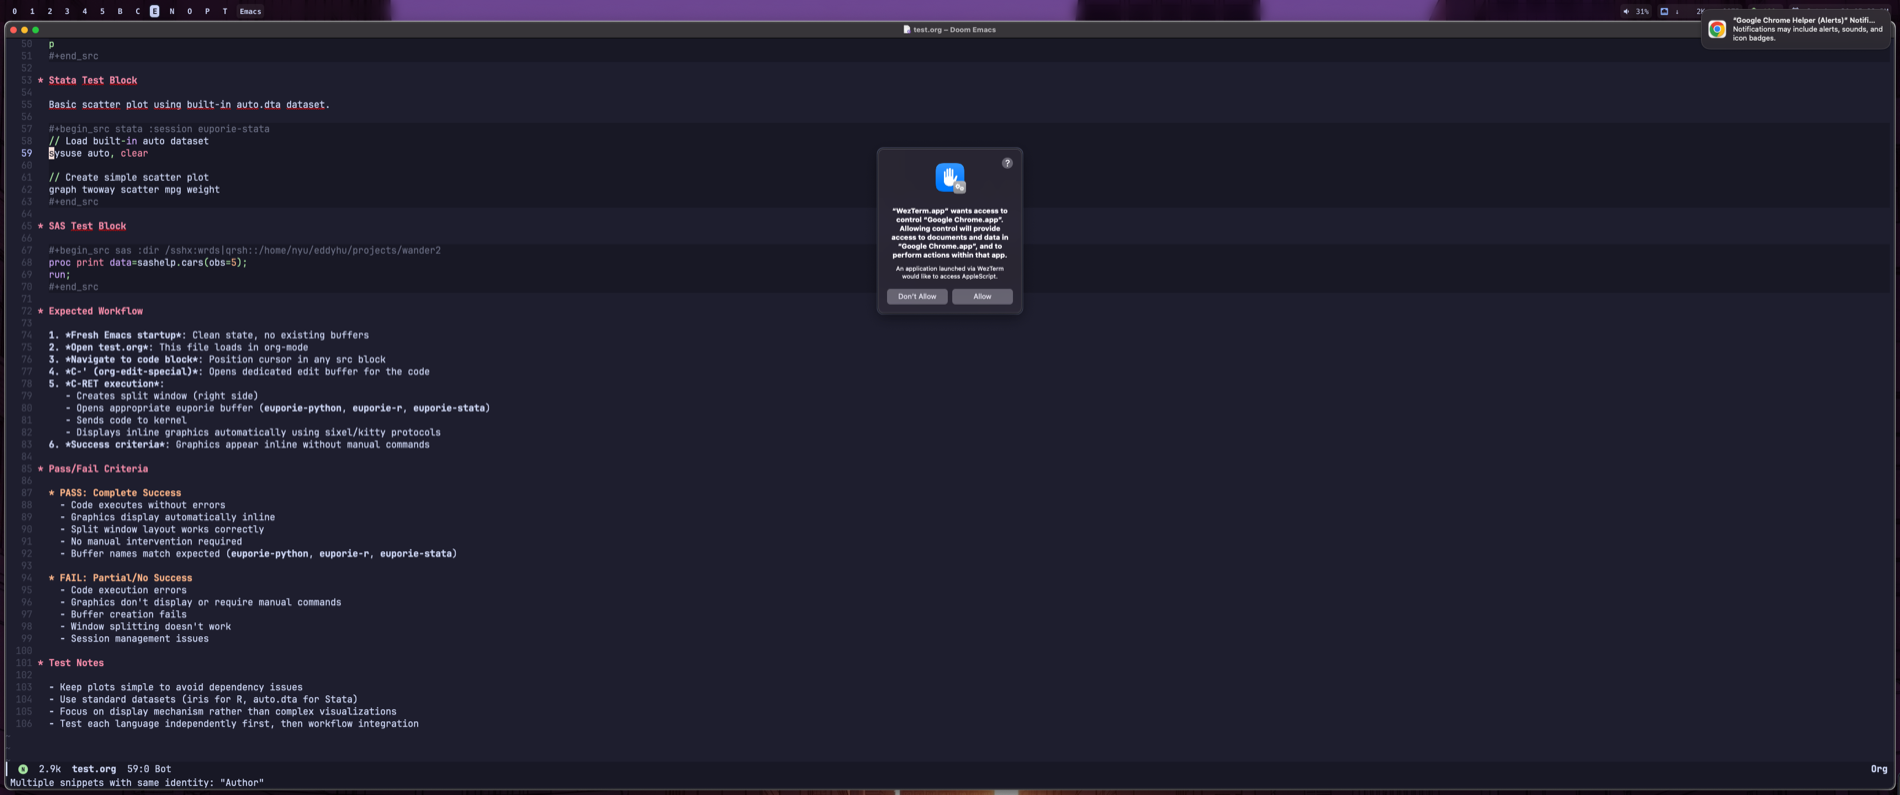 0 1 2 3 4 5 B C E N O P T Emacs
31%
test.org – Doom Emacs
"Google Chrome Helper (Alerts)" Notifi...
Notifications may include alerts, sounds, and
icon badges.
50 p
51 #+end_src
52
53 * Stata Test Block
54
55 Basic scatter plot using built-in auto.dta dataset.
56
57 #+begin_src stata :session euporie-stata
58 // Load built-in auto dataset
59 sysuse auto, clear
60
61 // Create simple scatter plot
62 graph twoway scatter mpg weight
63 #+end_src
64
65 * SAS Test Block
66
67 #+begin_src sas :dir /sshx:wrds|qrsh::/home/nyu/eddyhu/projects/wander2
68 proc print data=sashelp.cars(obs=5);
69 run;
70 #+end_src
71
72 * Expected Workflow
73
74 1. *Fresh Emacs startup*: Clean state, no existing buffers
75 2. *Open test.org*: This file loads in org-mode
76 3. *Navigate to code block*: Position cursor in any src block
77 4. *C-' (org-edit-special)*: Opens dedicated edit buffer for the code
78 5. *C-RET execution*:
79 - Creates split window (right side)
80 - Opens appropriate euporie buffer (euporie-python, euporie-r, euporie-stata)
81 - Sends code to kernel
82 - Displays inline graphics automatically using sixel/kitty protocols
83 6. *Success criteria*: Graphics appear inline without manual commands
84
85 * Pass/Fail Criteria
86
87 * PASS: Complete Success
88 - Code executes without errors
89 - Graphics display automatically inline
90 - Split window layout works correctly
91 - No manual intervention required
92 - Buffer names match expected (euporie-python, euporie-r, euporie-stata)
93
94 * FAIL: Partial/No Success
95 - Code execution errors
96 - Graphics don't display or require manual commands
97 - Buffer creation fails
98 - Window splitting doesn't work
99 - Session management issues
100
101 * Test Notes
102
103 - Keep plots simple to avoid dependency issues
104 - Use standard datasets (iris for R, auto.dta for Stata)
105 - Focus on display mechanism rather than complex visualizations
106 - Test each language independently first, then workflow integration
~
~
?
"WezTerm.app" wants access to
control "Google Chrome.app".
Allowing control will provide
access to documents and data in
"Google Chrome.app", and to
perform actions within that app.
An application launched via WezTerm
would like to access AppleScript.
Don't Allow
Allow
N 2.9k test.org 59:0 Bot
Org
Multiple snippets with same identity: "Author"